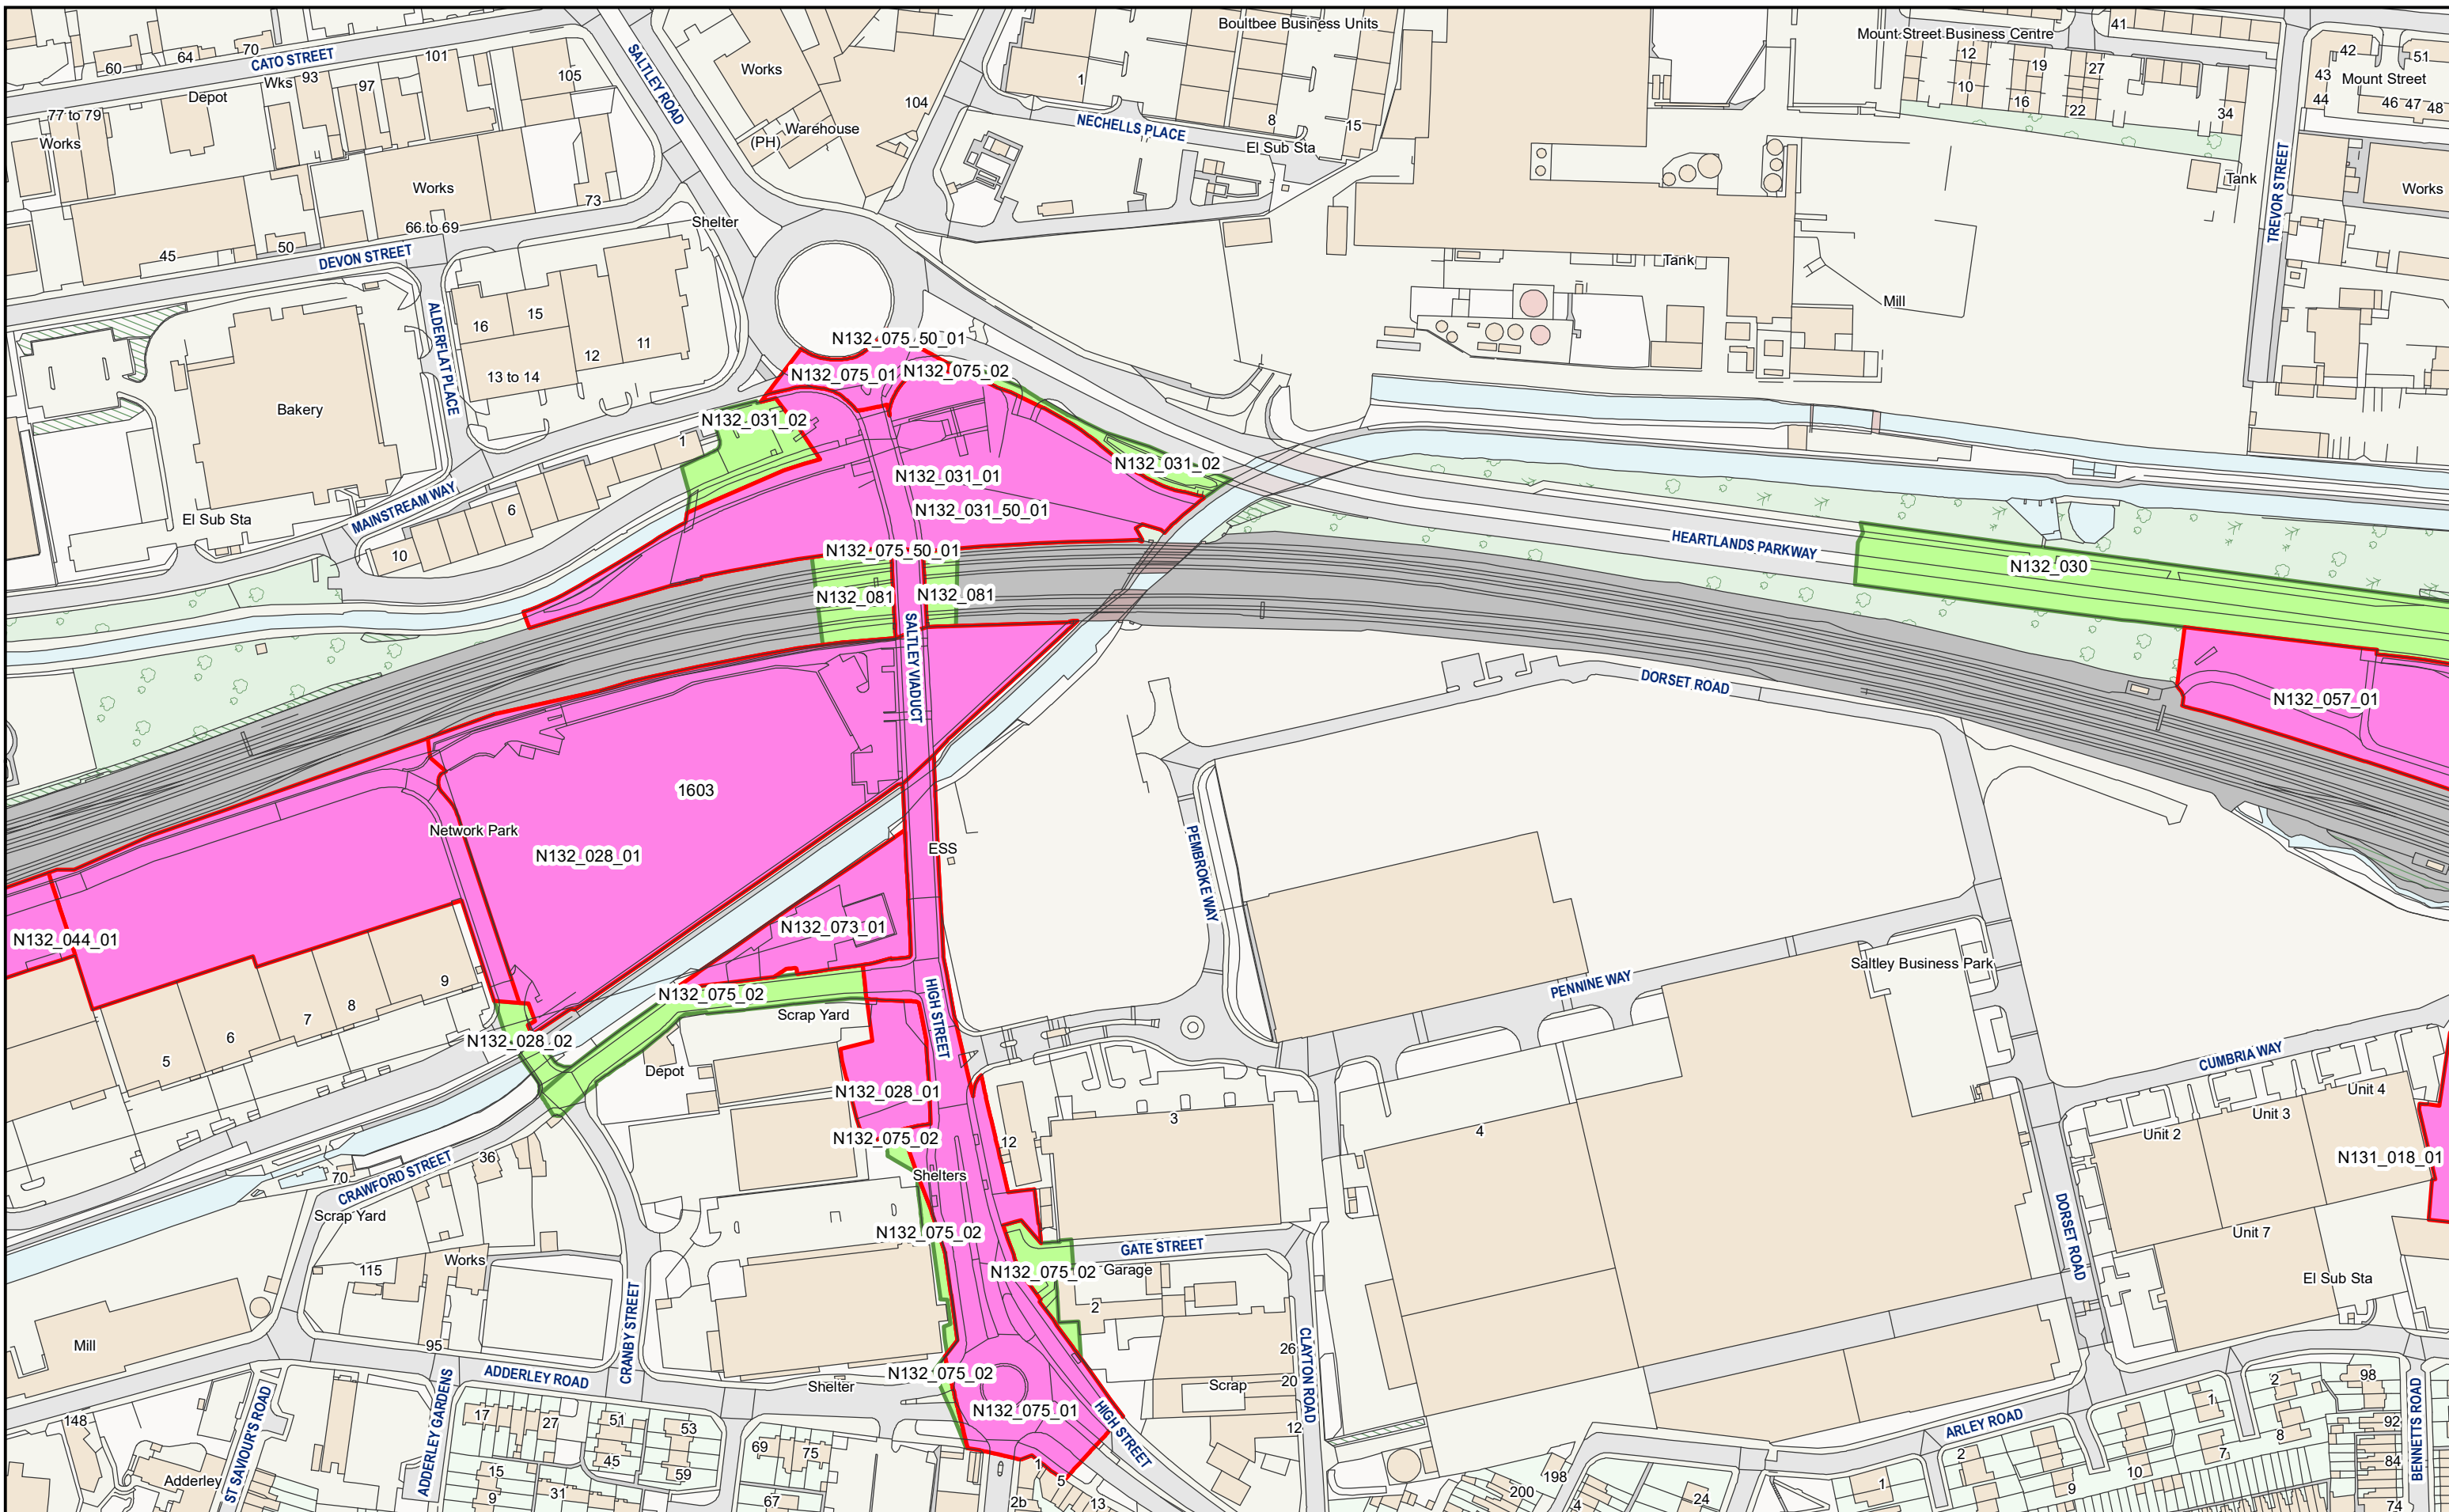 Boultbee Business Units
41
Mount Street Business Centre
70
64
60
CATO STREET
101
SALTLEY ROAD
Works
12
19
27
42
51
Wks
93
97
105
1
43
Mount Street
Depot
104
10
16
22
34
44
46
47
48
77 to 79
Works
Warehouse
(PH)
NECHELLS PLACE
8
15
El Sub Sta
TREVOR STREET
Works
73
Tank
Works
66 to 69
Shelter
50
45
DEVON STREET
Tank
Mill
ALDERFLAT PLACE
16
15
12
11
13 to 14
N132_075_50_01
N132_075_01
N132_075_02
Bakery
N132_031_02
1
N132_031_02
N132_031_01
MAINSTREAM WAY
6
N132_031_50_01
El Sub Sta
10
N132_075_50_01
HEARTLANDS PARKWAY
N132_030
N132_081
N132_081
SALTLEY VIADUCT
DORSET ROAD
N132_057_01
1603
Network Park
N132_028_01
ESS
PEMBROKE WAY
N132_044_01
N132_073_01
9
Saltley Business Park
N132_075_02
PENNINE WAY
8
7
6
5
Scrap Yard
HIGH STREET
N132_028_02
CUMBRIA WAY
Depot
N132_028_01
Unit 4
Unit 3
Unit 2
3
4
12
N132_075_02
36
70
CRAWFORD STREET
Shelters
N131_018_01
Scrap Yard
N132_075_02
DORSET ROAD
Unit 7
GATE STREET
Works
115
N132_075_02
Garage
El Sub Sta
2
CRANBY STREET
Mill
95
CLAYTON ROAD
26
20
12
ADDERLEY ROAD
N132_075_02
Shelter
Scrap
N132_075_01
HIGH STREET
ADDERLEY GARDENS
ST SAVIOUR'S ROAD
148
17
27
51
53
69
75
45
59
15
9
31
67
Adderley
1
5
2b
13
ARLEY ROAD
198
200
4
24
1
2
9
10
7
8
1
2
98
92
84
74
BENNETTS ROAD